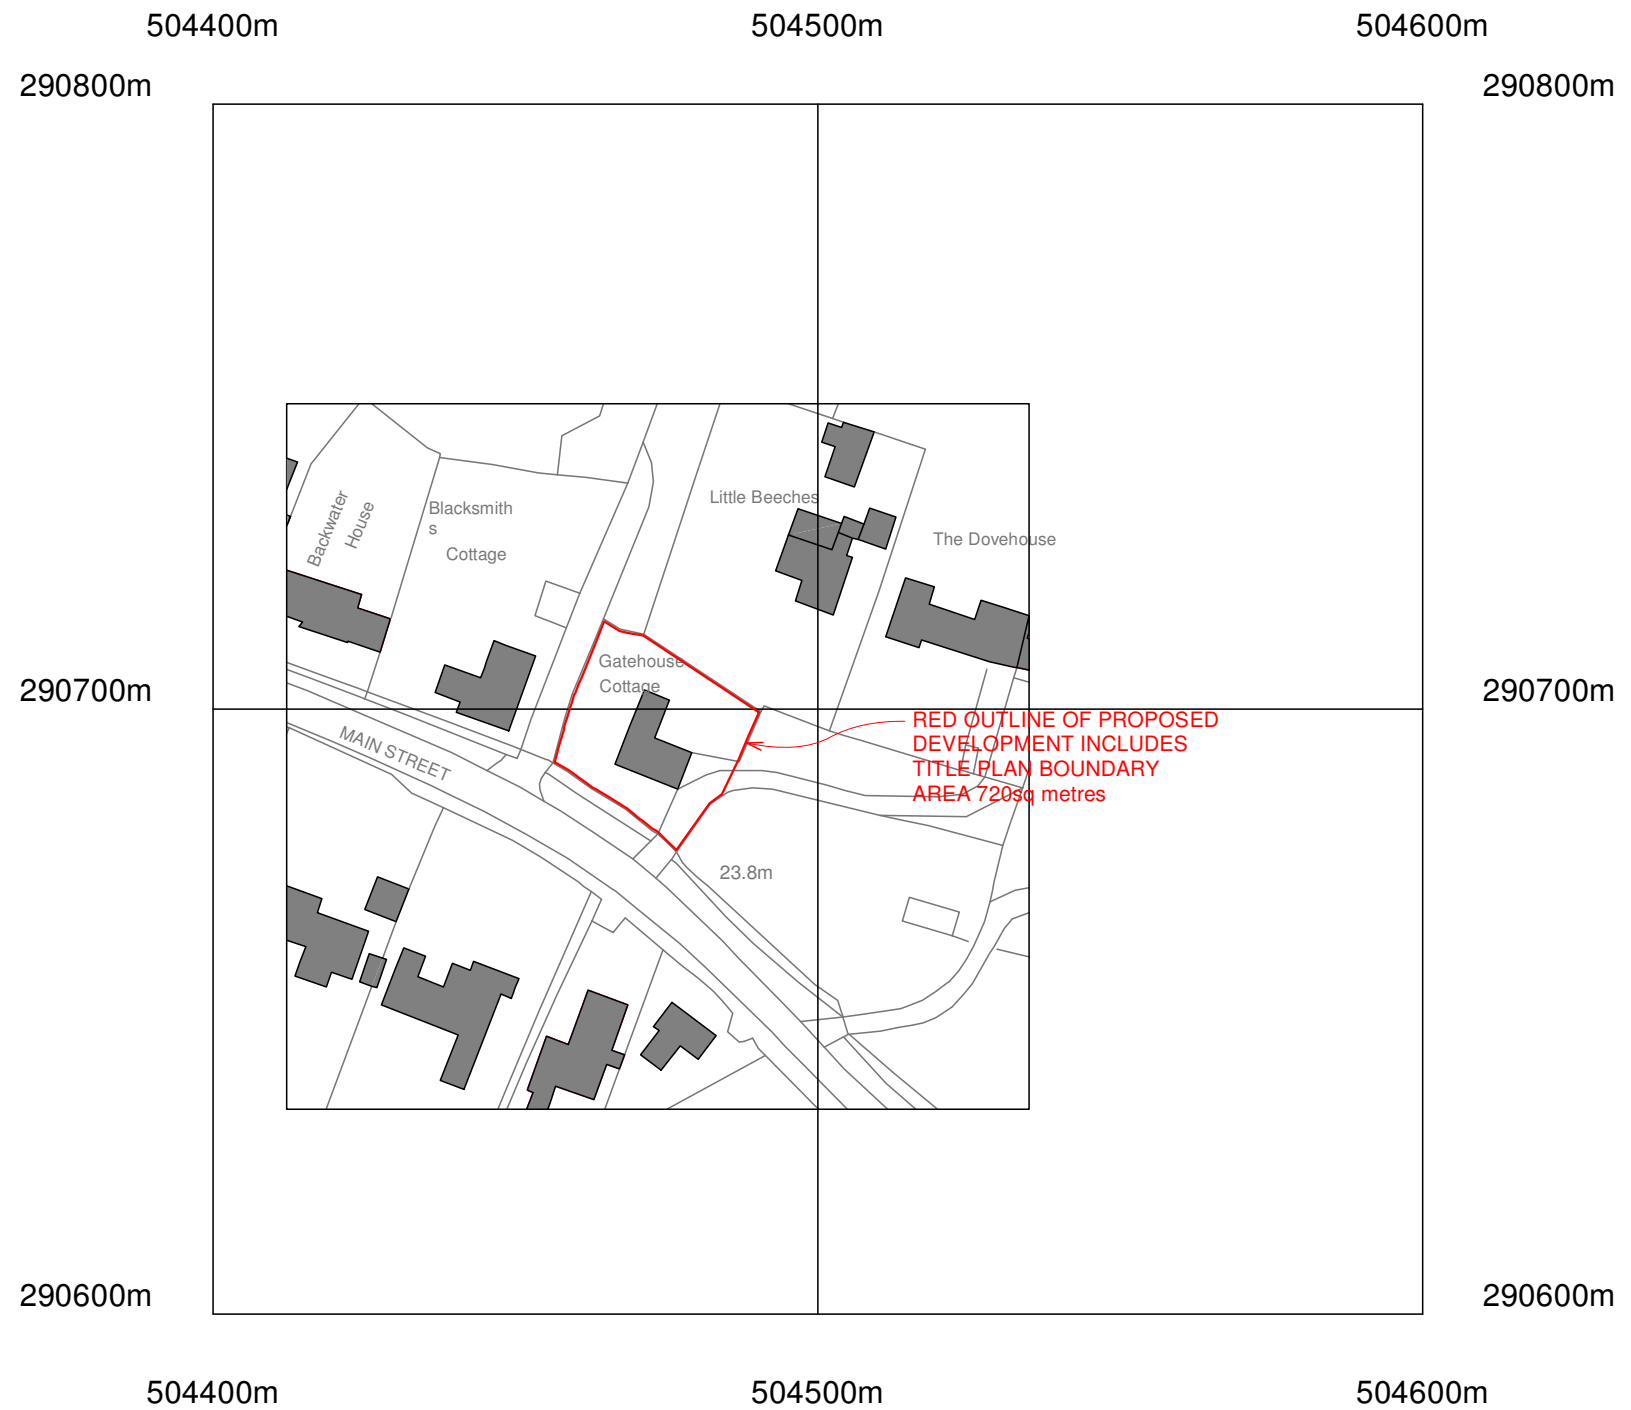 504400m
504500m
504600m
290800m
290800m
Little Beeches
Backwater
House
Blacksmith
s
Cottage
The Dovehouse
Gatehouse
Cottage
290700m
290700m
RED OUTLINE OF PROPOSED
DEVELOPMENT INCLUDES
TITLE PLAN BOUNDARY
AREA 720sq metres
MAIN STREET
23.8m
290600m
290600m
504400m
504500m
504600m